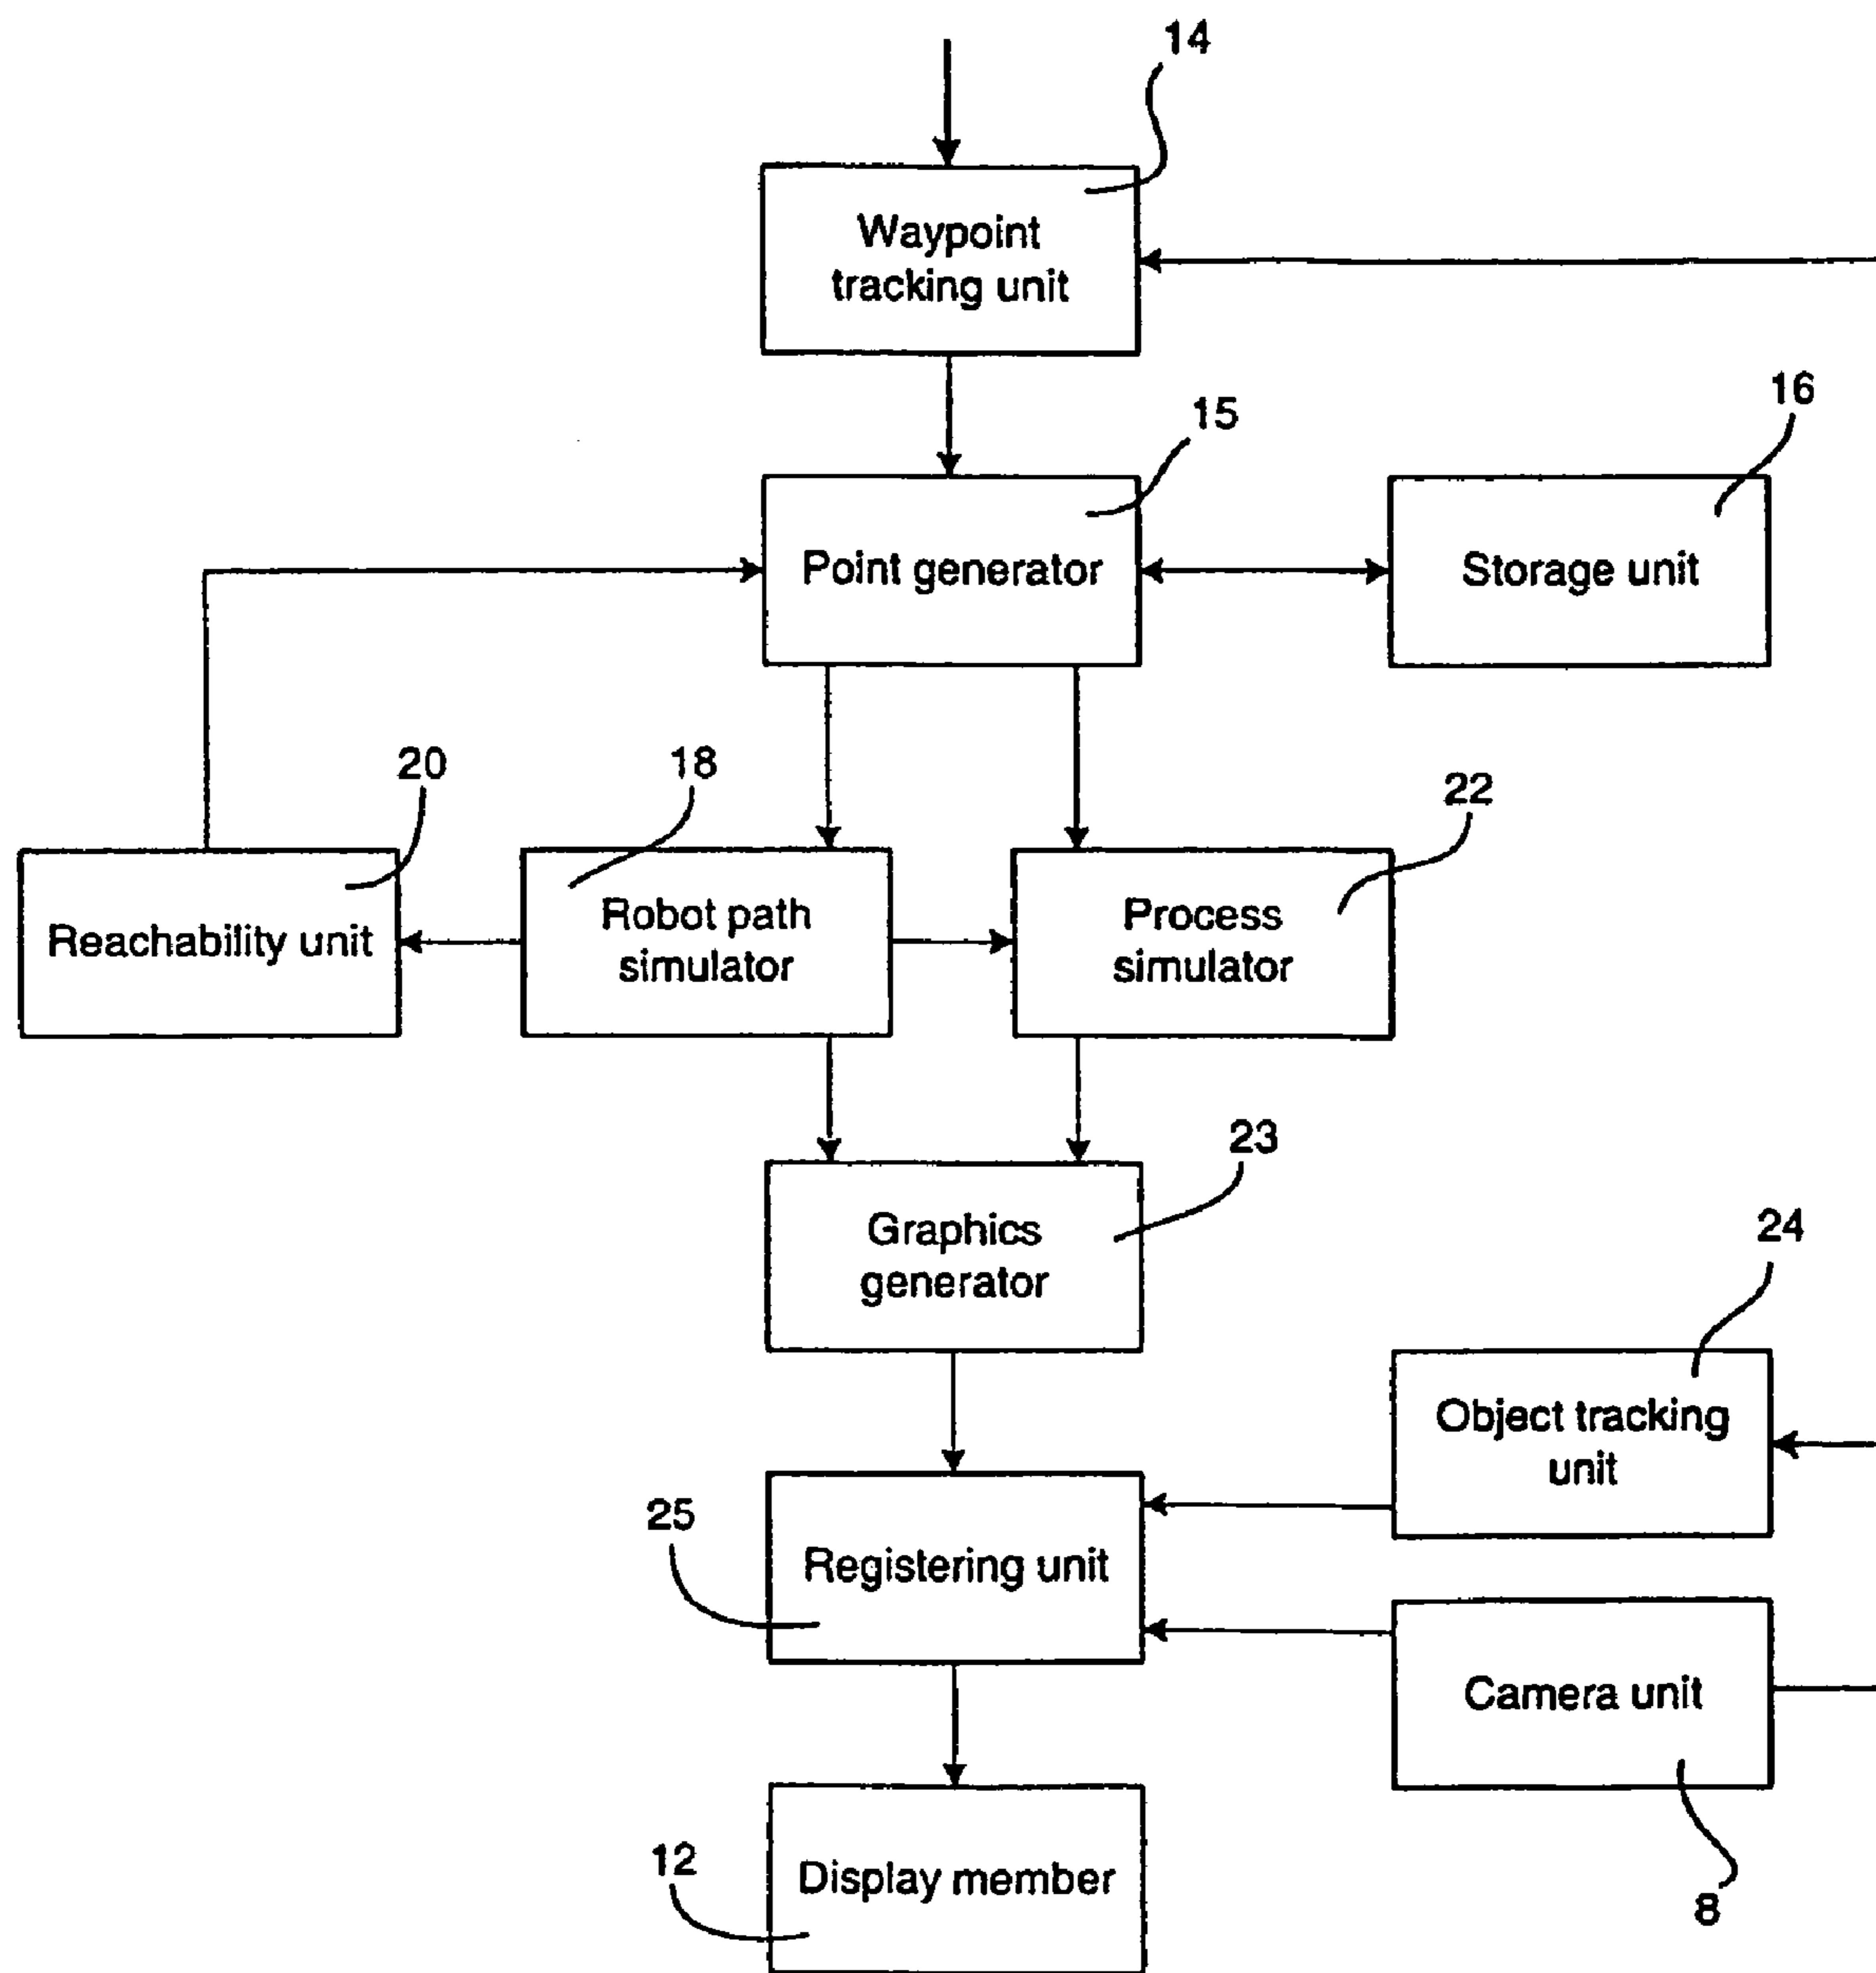 14
Waypoint
tracking unit
15
16
Point generator
Storage unit
20
18
22
Reachability unit
Robot path
simulator
Process
simulator
23
Graphics
generator
24
Object tracking
unit
25
Registering unit
Camera unit
8
12
Display member